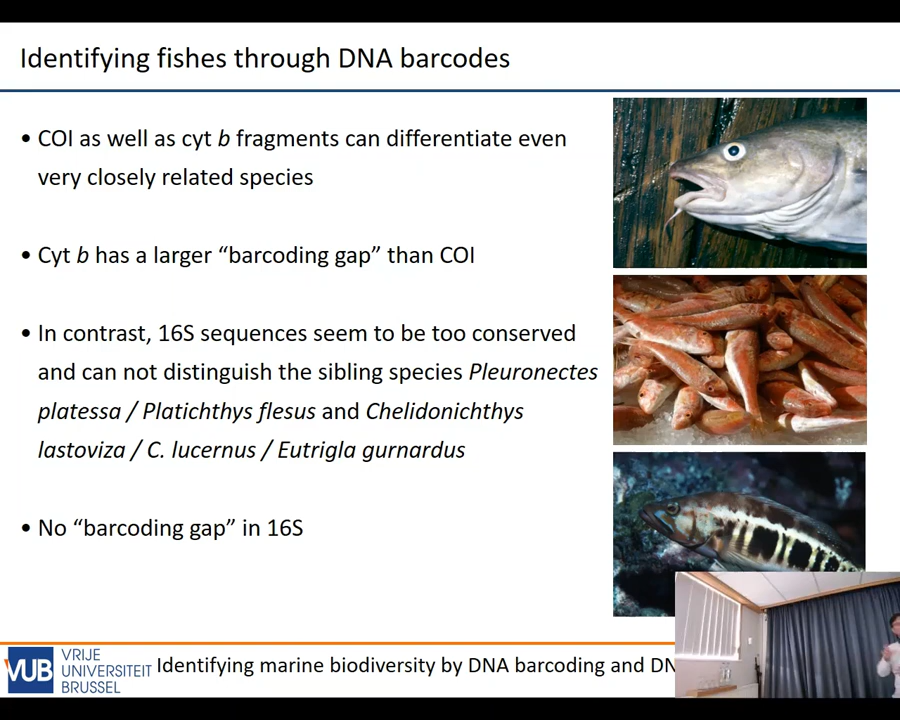 Identifying fishes through DNA barcodes
• COI as well as cyt b fragments can differentiate even
very closely related species
• Cyt b has a larger “barcoding gap” than COI
• In contrast, 16S sequences seem to be too conserved
and can not distinguish the sibling species Pleuronectes
platessa / Platichthys flesus and Chelidonichthys
lastoviza / C. lucernus / Eutrigla gurnardus
• No “barcoding gap” in 16S
VUB
VRIJE
UNIVERSITEIT
BRUSSEL
Identifying marine biodiversity by DNA barcoding and DN